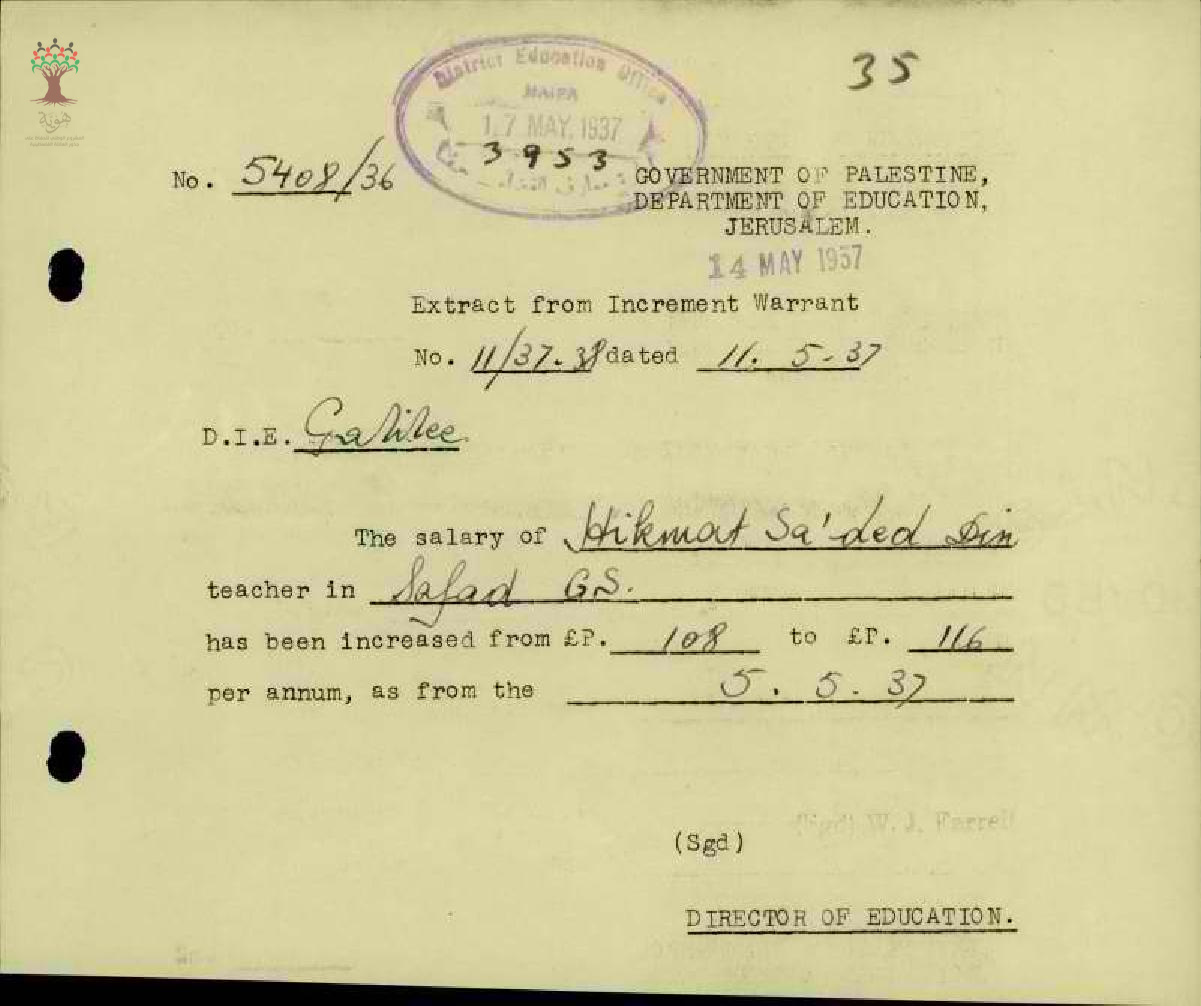 35
District Education Office
HAIFA
17 MAY. 1937
3953
No. 5408/36
GOVERNMENT OF PALESTINE,
DEPARTMENT OF EDUCATION,
JERUSALEM.
14 MAY 1937
Extract from Increment Warrant
No. 11/37-38 dated 11. 5-37
D.I.E. Galilee
The salary of Hikmat Sa'ded Din
teacher in Safad GS.
has been increased from £P. 108 to £P. 116
per annum, as from the 5. 5. 37
(Sgd) W. J. Farrell
(Sgd)
DIRECTOR OF EDUCATION.
هوية